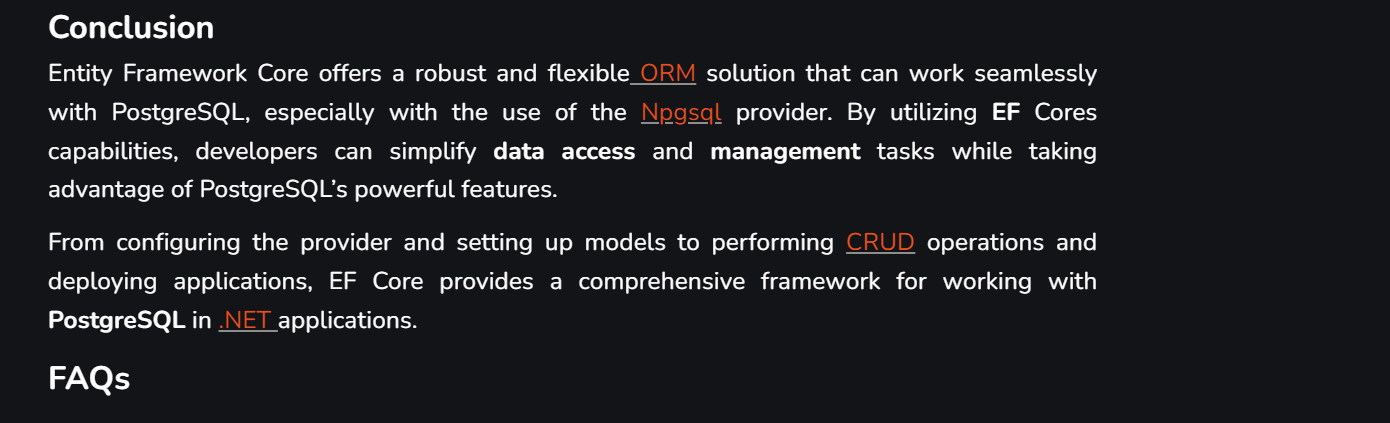 Conclusion
Entity Framework Core offers a robust and flexible ORM solution that can work seamlessly
with PostgreSQL, especially with the use of the Npgsql provider. By utilizing EF Cores
capabilities, developers can simplify data access and management tasks while taking
advantage of PostgreSQL’s powerful features.
From configuring the provider and setting up models to performing CRUD operations and
deploying applications, EF Core provides a comprehensive framework for working with
PostgreSQL in .NET applications.
FAQs